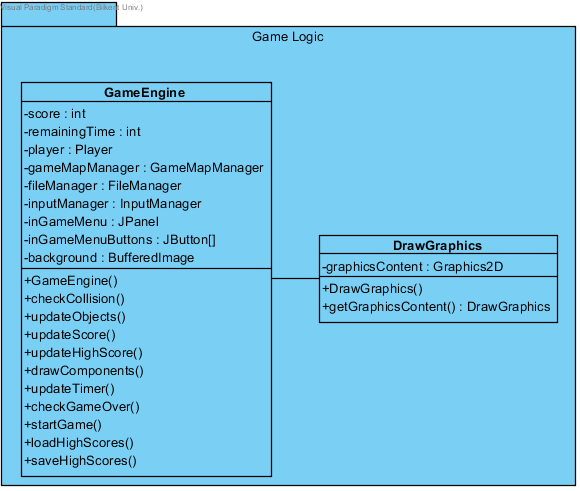 Visual Paradigm Standard(Bilkent Univ.)
Game Logic
GameEngine
-score : int
-remainingTime : int
-player : Player
-gameMapManager : GameMapManager
-fileManager : FileManager
-inputManager : InputManager
-inGameMenu : JPanel
-inGameMenuButtons : JButton[]
-background : BufferedImage
+GameEngine()
+checkCollision()
+updateObjects()
+updateScore()
+updateHighScore()
+drawComponents()
+updateTimer()
+checkGameOver()
+startGame()
+loadHighScores()
+saveHighScores()
DrawGraphics
-graphicsContent : Graphics2D
+DrawGraphics()
+getGraphicsContent() : DrawGraphics